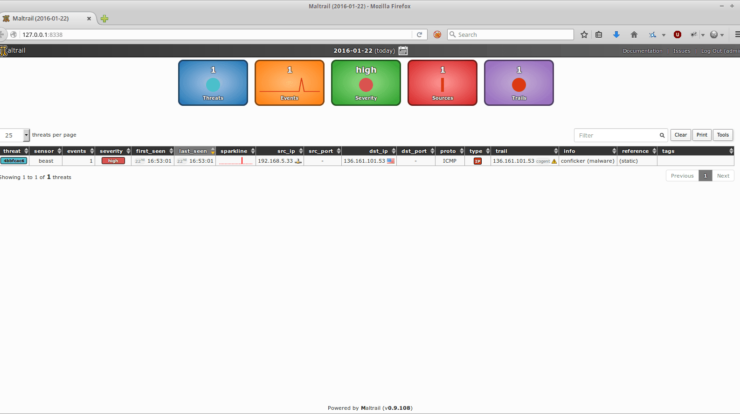 Maltrail (2016-01-22) - Mozilla Firefox
Maltrail (2016-01-22)
127.0.0.1:8338
Search
altrail
2016-01-22 (today)
Documentation | Issues | Log Out
1 1 high 1 1
Threats Events Severity Sources Trails
25 threats per page
Filter Clear Print Tools
threat sensor events severity first_seen last_seen sparkline src_ip src_port dst_ip dst_port proto type trail info reference tags
beast 1 high 22nd 16:53:01 22nd 16:53:01 192.168.5.33 - 136.161.101.53 - ICMP IP 136.161.101.53 conficker (malware) (static)
Showing 1 to 1 of 1 threats
Previous 1 Next
Powered by Maltrail (v0.9.108)